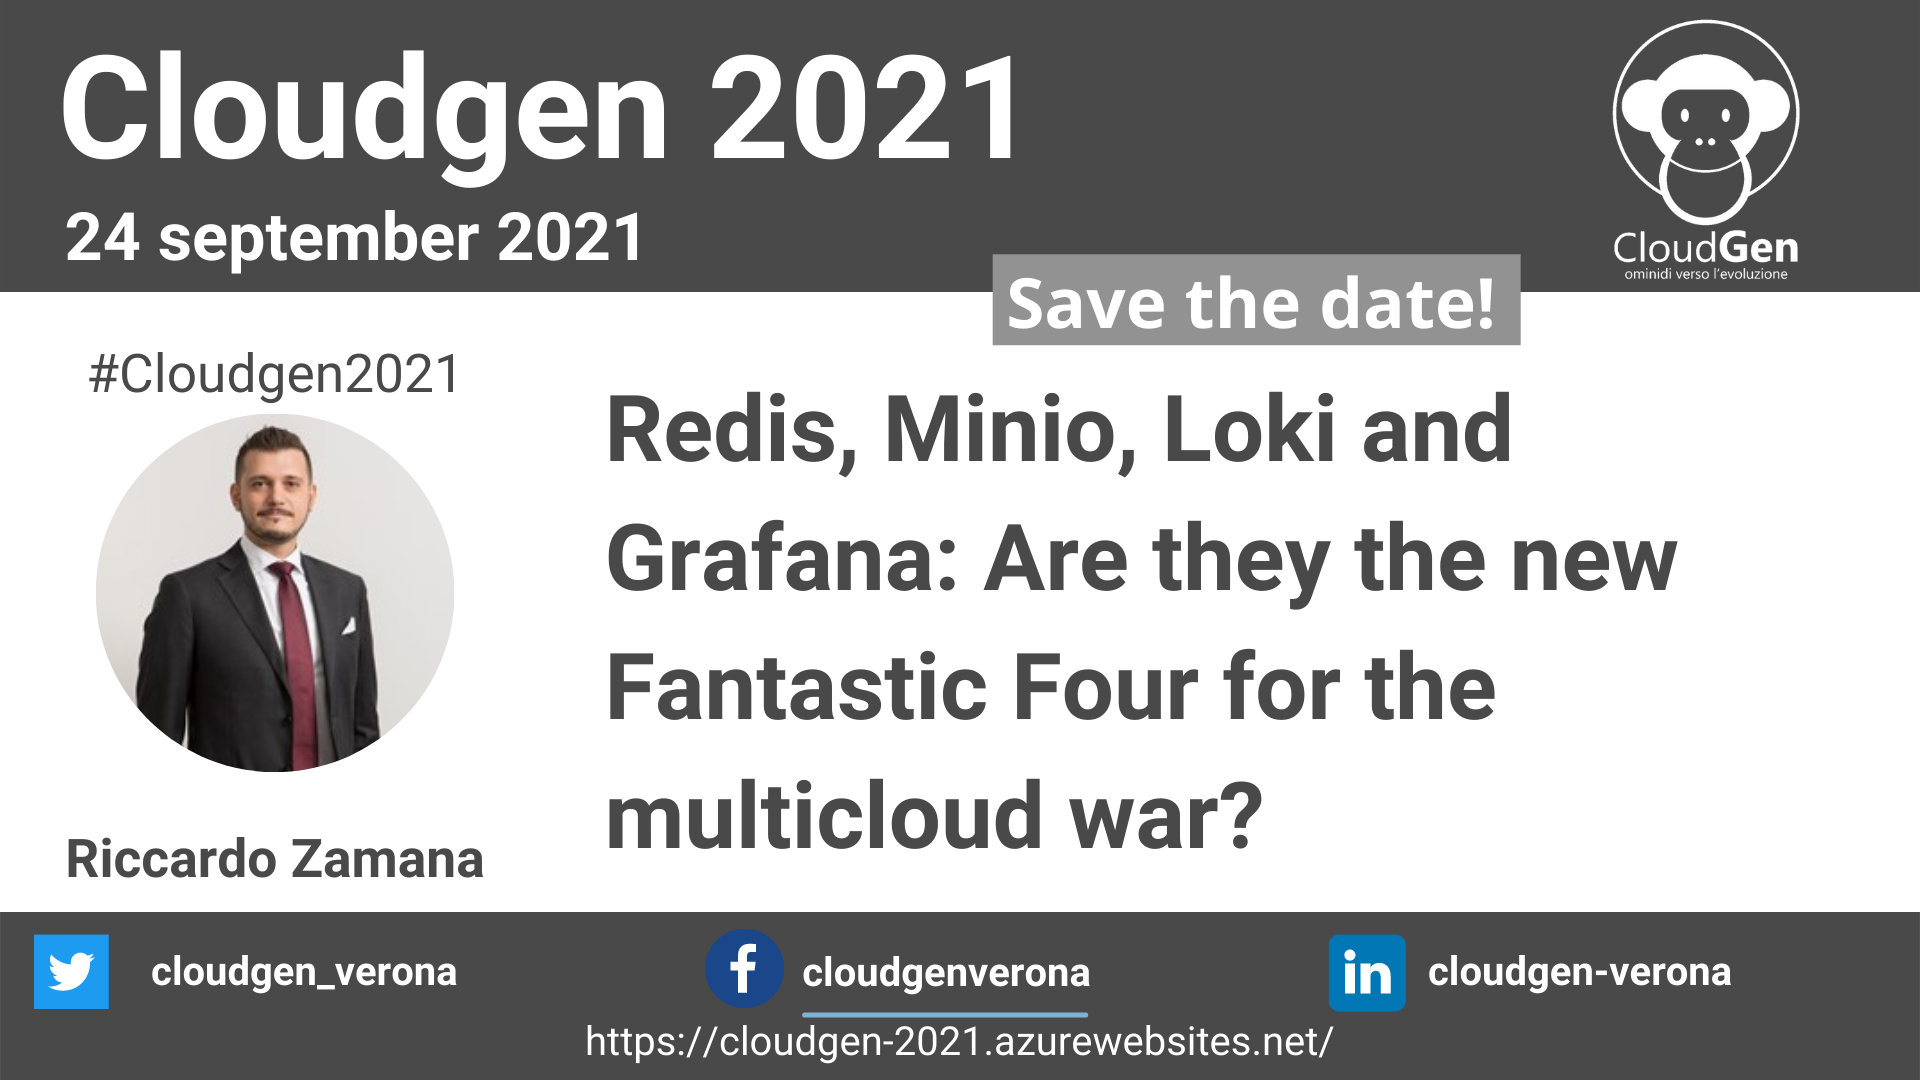 Cloudgen 2021
24 september 2021
CloudGen
ominidi verso l'evoluzione
Save the date!
#Cloudgen2021
Redis, Minio, Loki and
Grafana: Are they the new
Fantastic Four for the
multicloud war?
Riccardo Zamana
cloudgen_verona
cloudgenverona
cloudgen-verona
https://cloudgen-2021.azurewebsites.net/